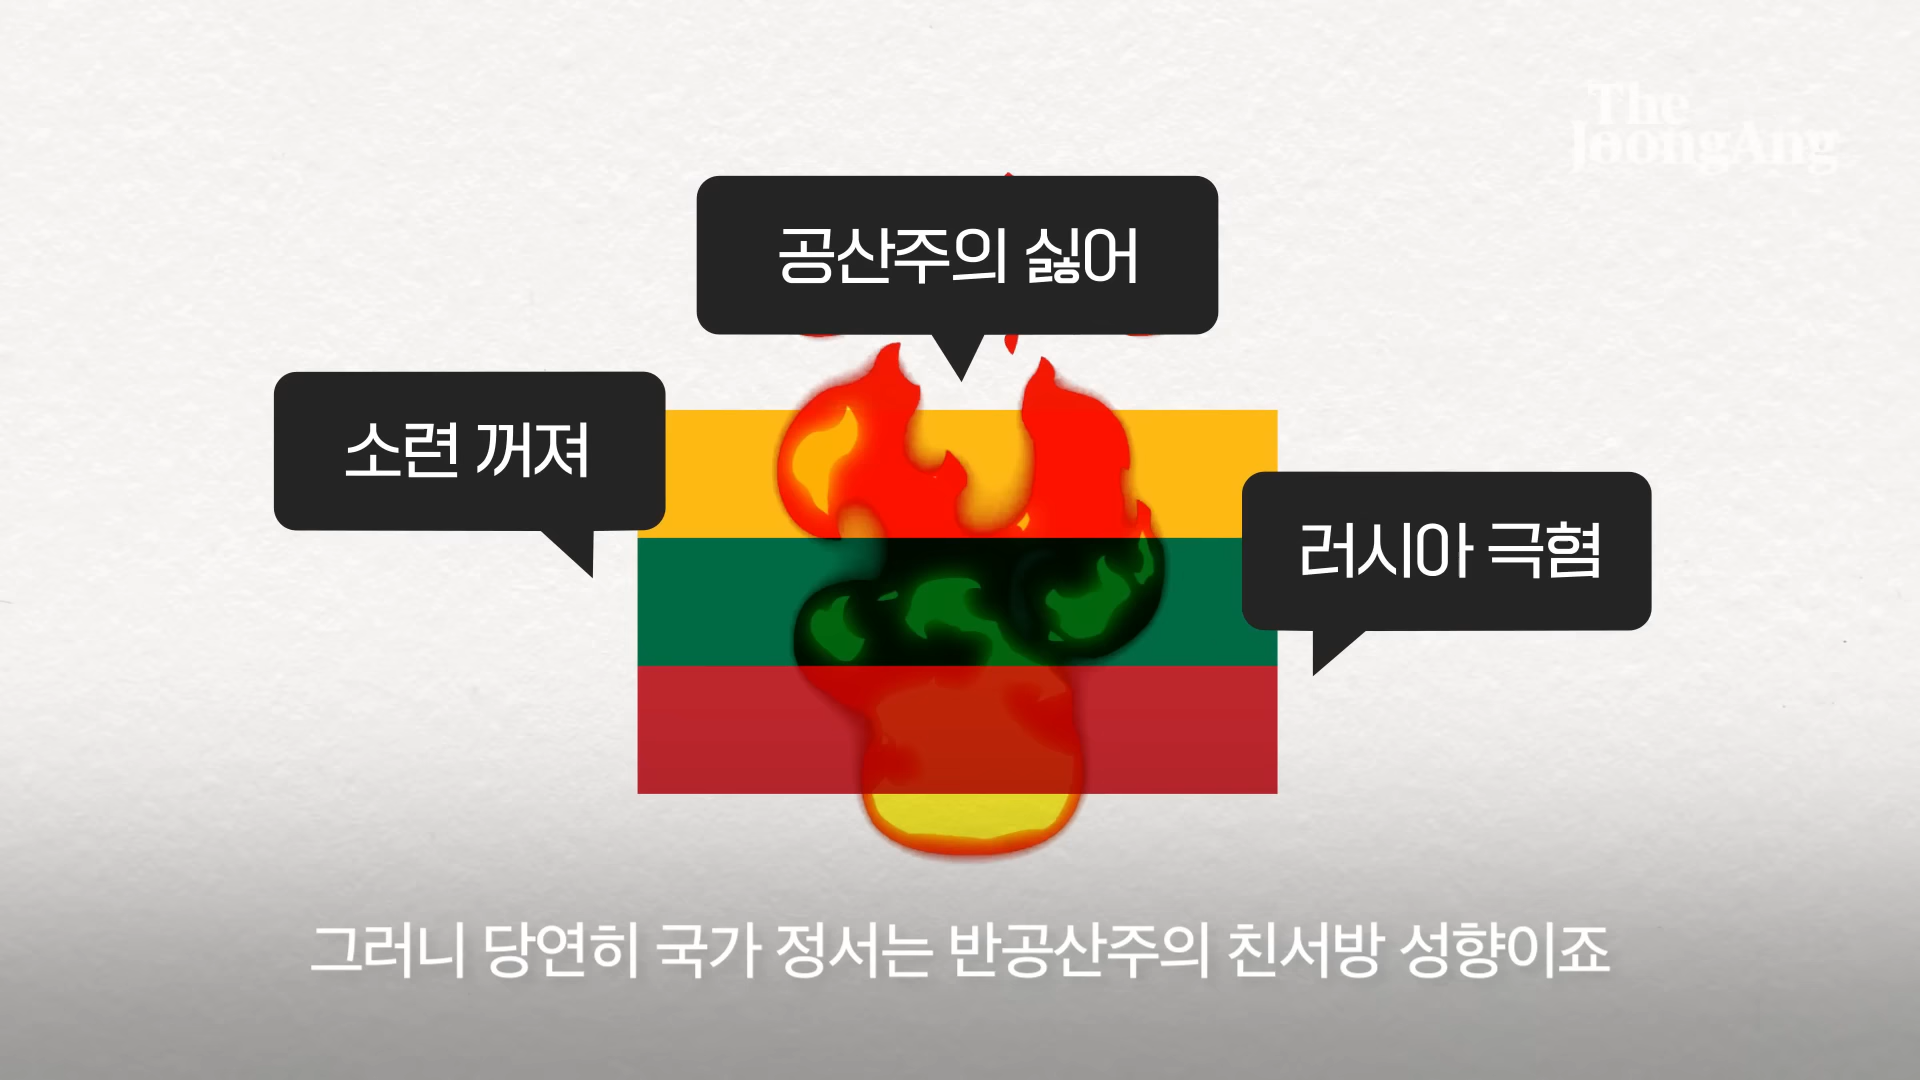 The
JoongAng
공산주의 싫어
소련 꺼져
러시아 극혐
그러니 당연히 국가 정서는 반공산주의 친서방 성향이죠